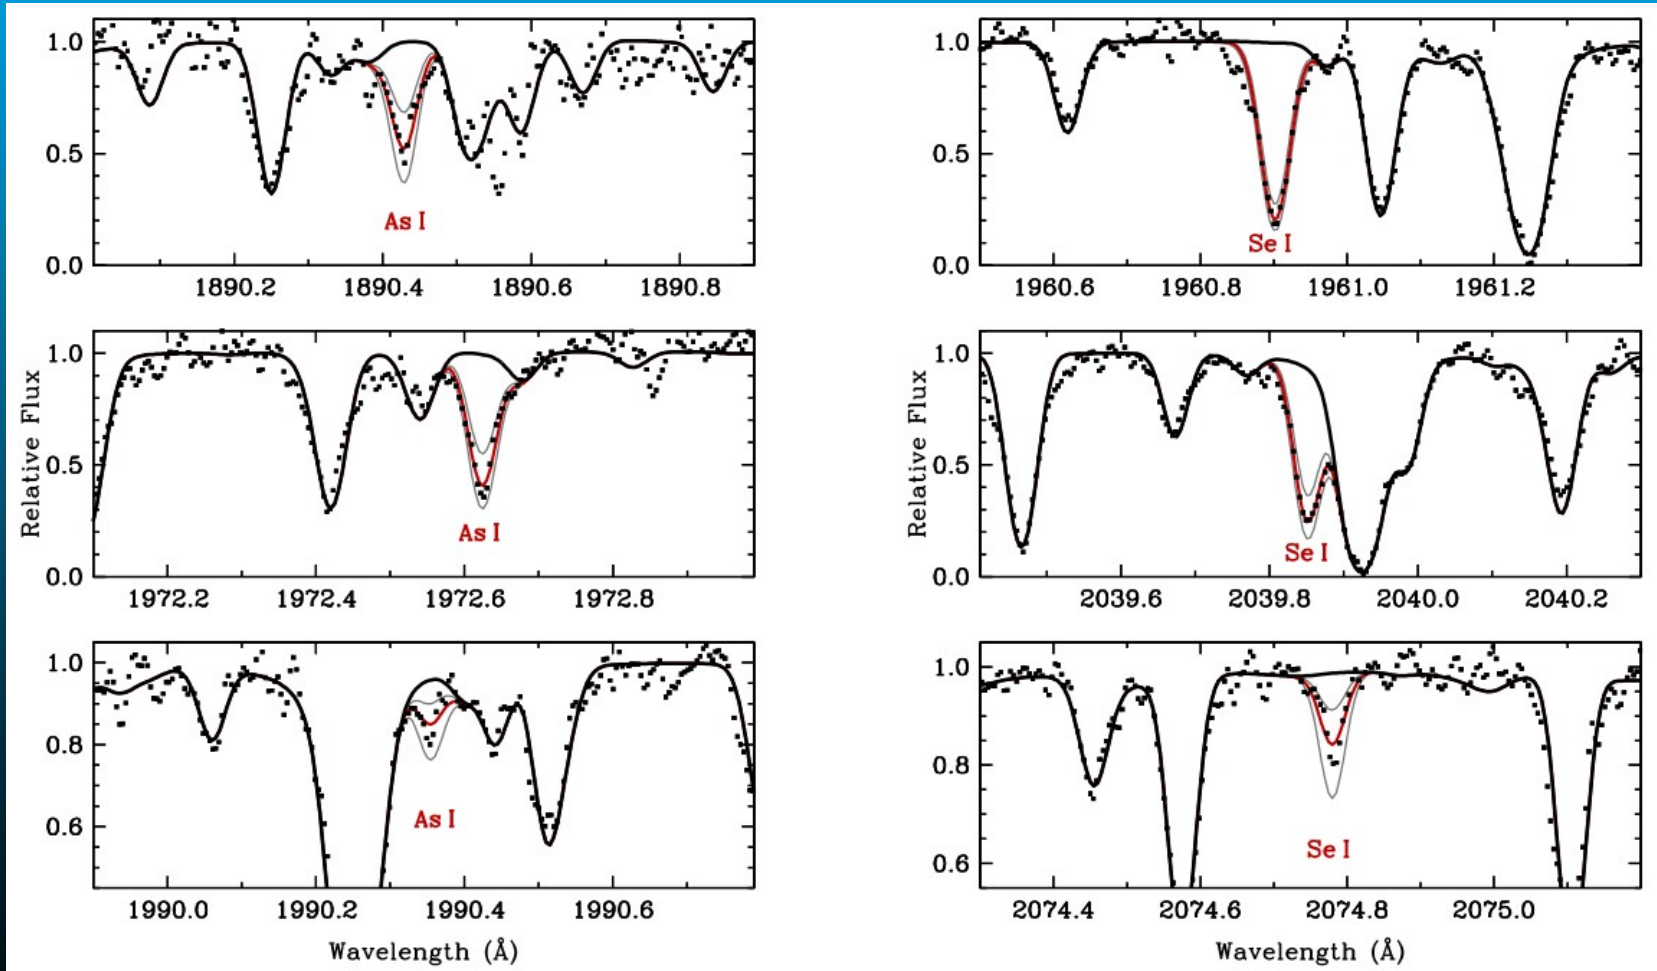 1.0
0.5
0.0
As I
1890.2 1890.4 1890.6 1890.8
1.0
0.5
0.0
Se I
1960.6 1960.8 1961.0 1961.2
Relative Flux
1.0
0.5
0.0
As I
1972.2 1972.4 1972.6 1972.8
Relative Flux
1.0
0.5
0.0
Se I
2039.6 2039.8 2040.0 2040.2
1.0
0.8
0.6
As I
1990.0 1990.2 1990.4 1990.6
Wavelength (Å)
1.0
0.8
0.6
Se I
2074.4 2074.6 2074.8 2075.0
Wavelength (Å)